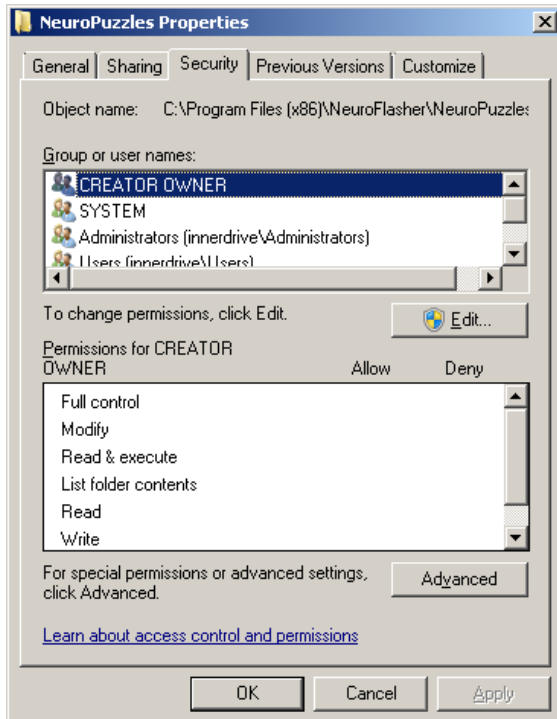 NeuroPuzzles Properties
General Sharing Security Previous Versions Customize
Object name: C:\Program Files (x86)\NeuroFlasher\NeuroPuzzles
Group or user names:
CREATOR OWNER
SYSTEM
Administrators (innerdrive\Administrators)
Users (innerdrive\Users)
To change permissions, click Edit.
Edit...
Permissions for CREATOR
OWNER Allow Deny
Full control
Modify
Read & execute
List folder contents
Read
Write
For special permissions or advanced settings,
click Advanced.
Advanced
Learn about access control and permissions
OK Cancel Apply